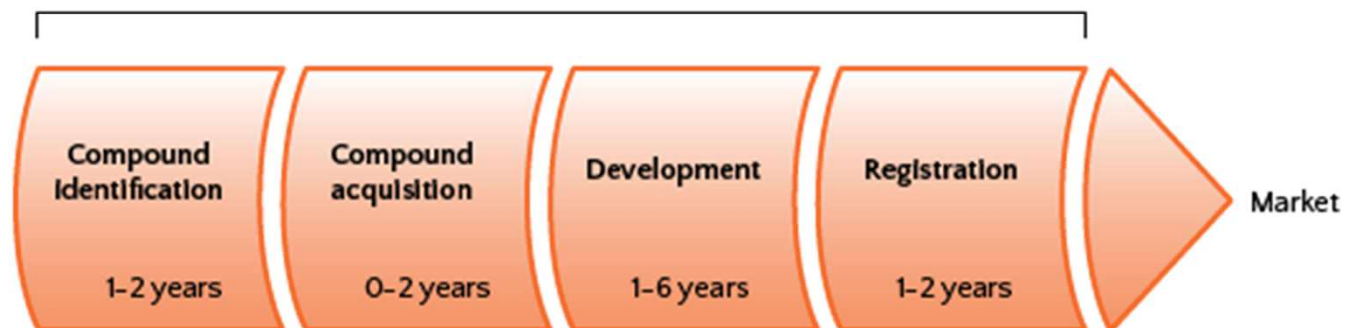 Compound
identification
1–2 years
Compound
acquisition
0–2 years
Development
1–6 years
Registration
1–2 years
Market